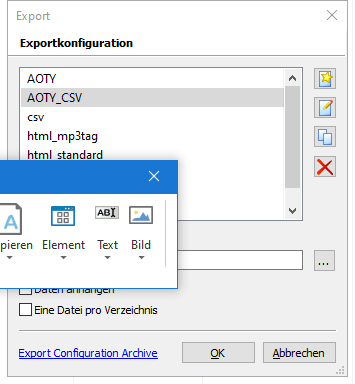 Export
Exportkonfiguration
AOTY
AOTY_CSV
csv
html_mp3tag
html_standard
pieren Element Text Bild
...
Daten anhängen
Eine Datei pro Verzeichnis
Export Configuration Archive OK Abbrechen